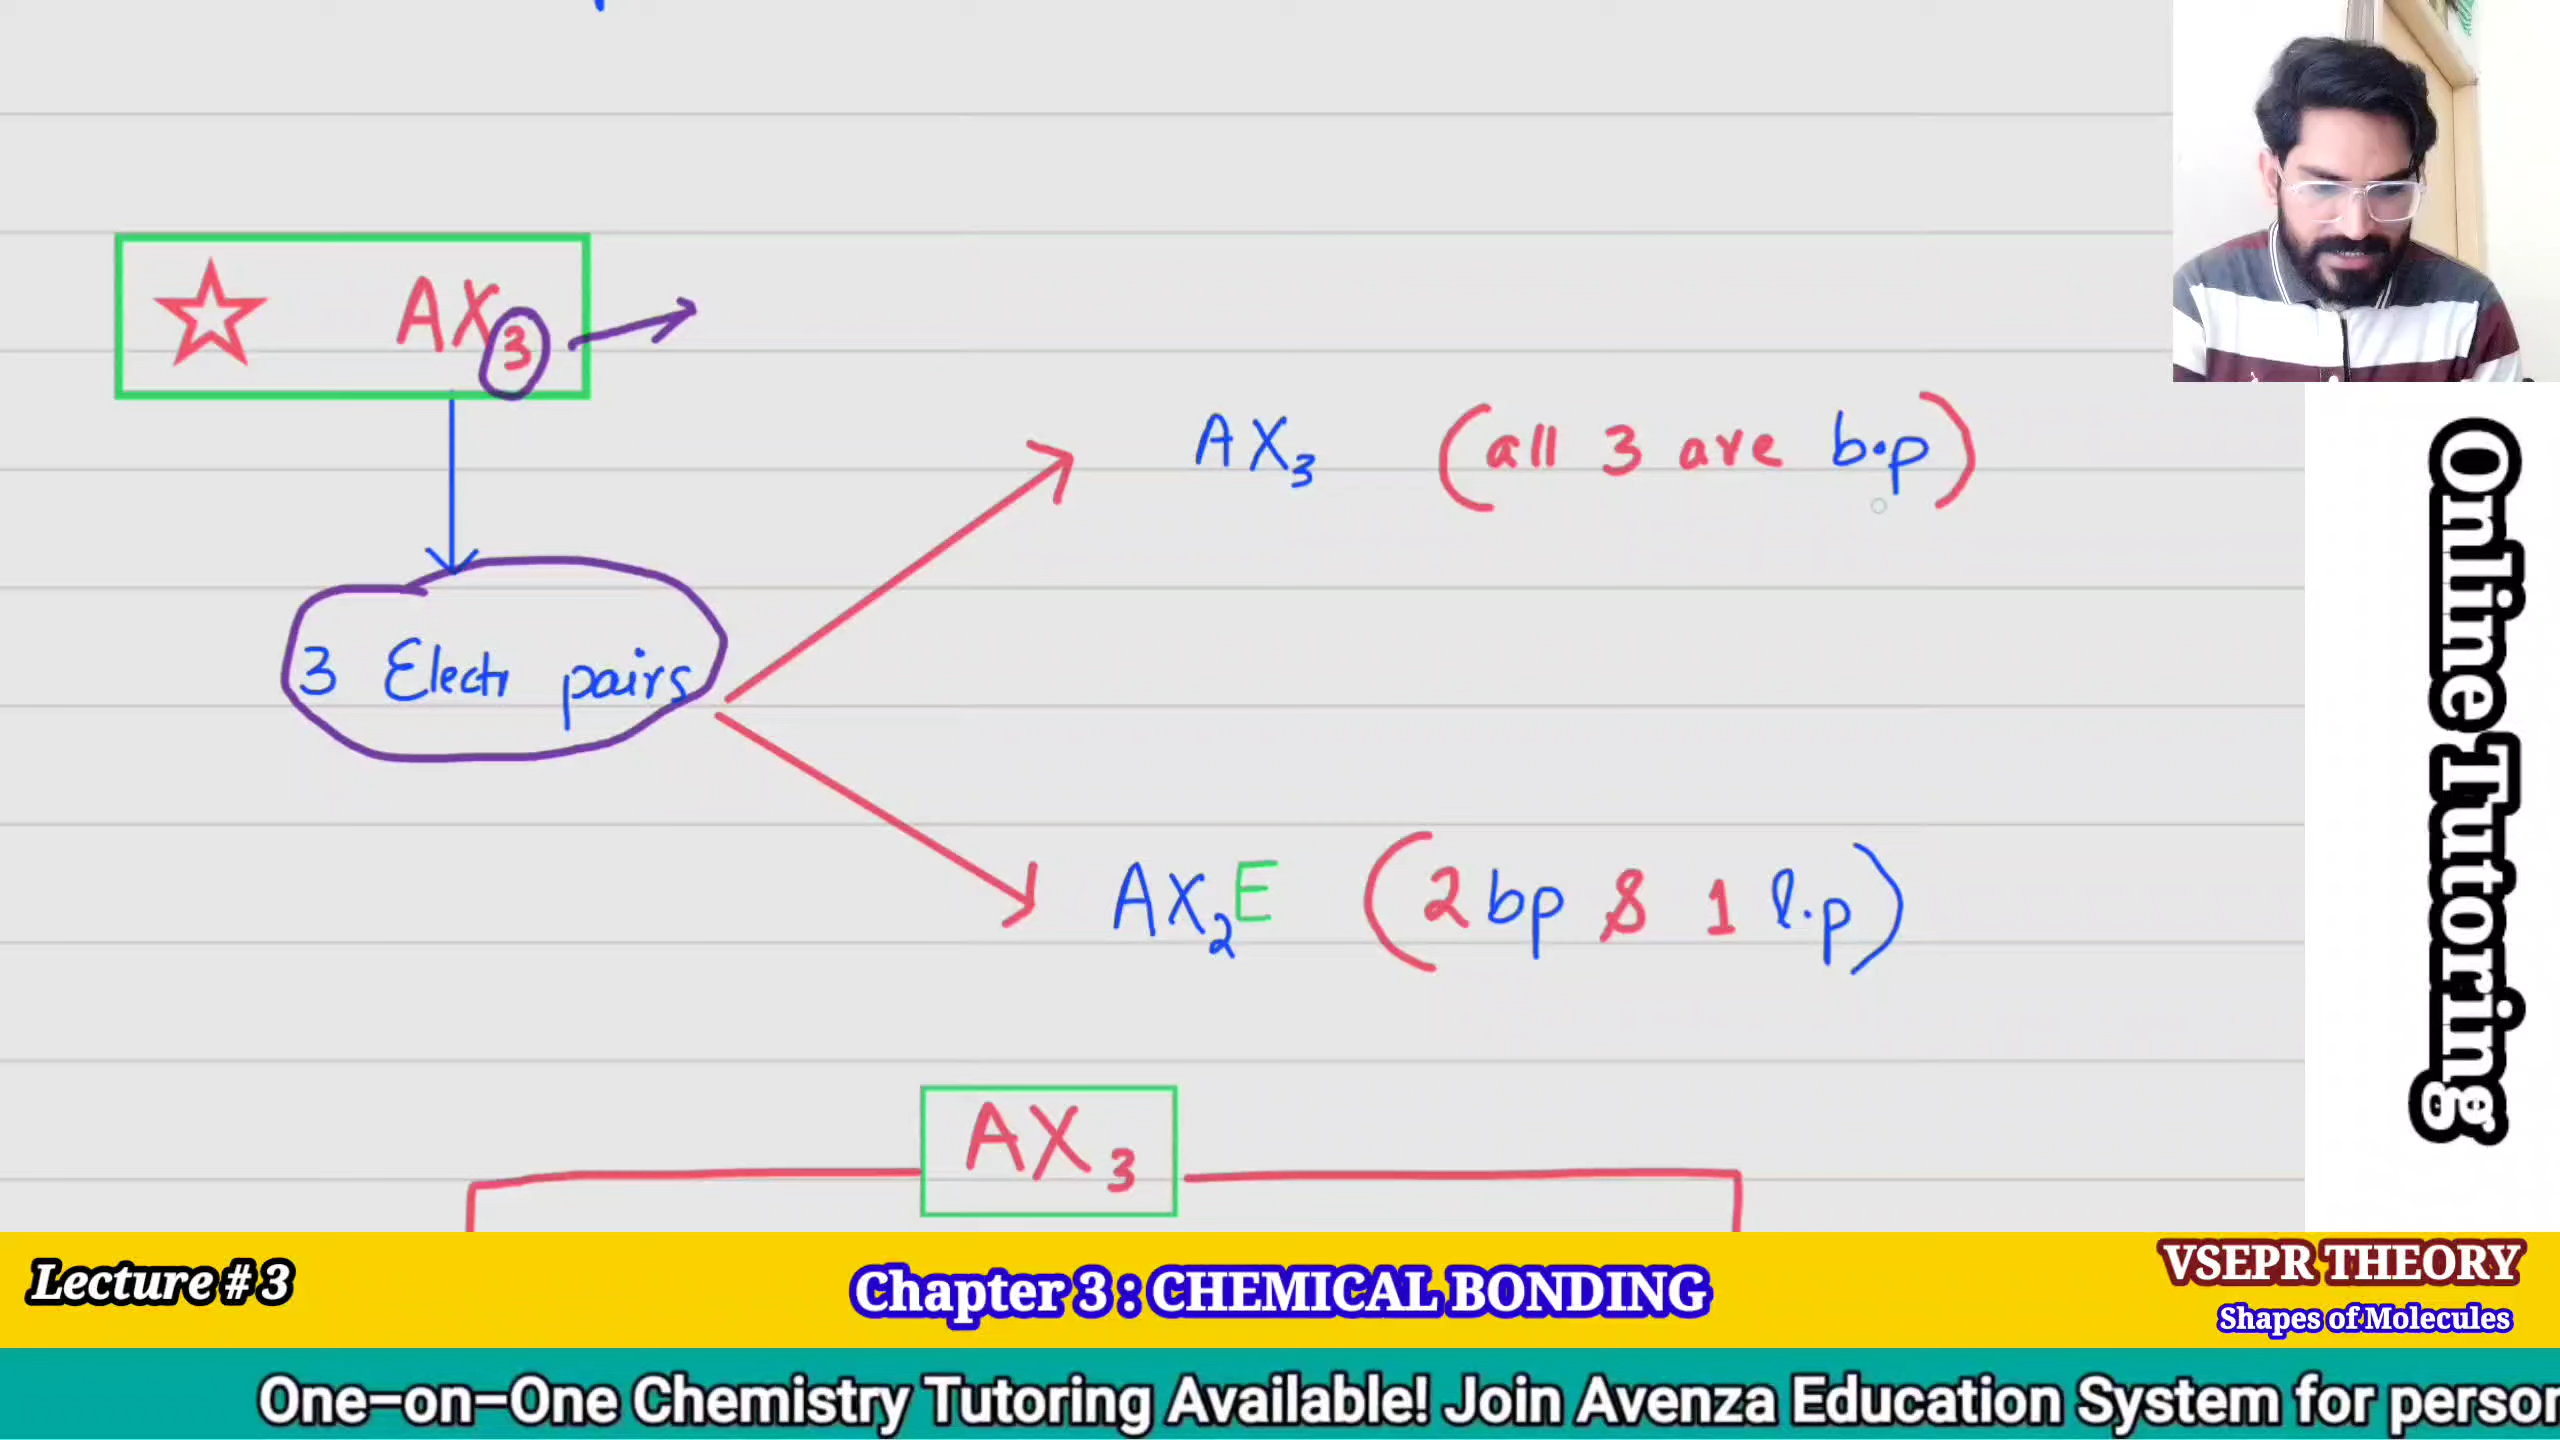 AX₃
AX₃ (all 3 are b.p)
3 Electr pairs
AX₂E (2 bp & 1 l.p)
AX₃
Online Tutoring
Lecture # 3
Chapter 3 : CHEMICAL BONDING
VSEPR THEORY
Shapes of Molecules
One-on-One Chemistry Tutoring Available! Join Avenza Education System for person